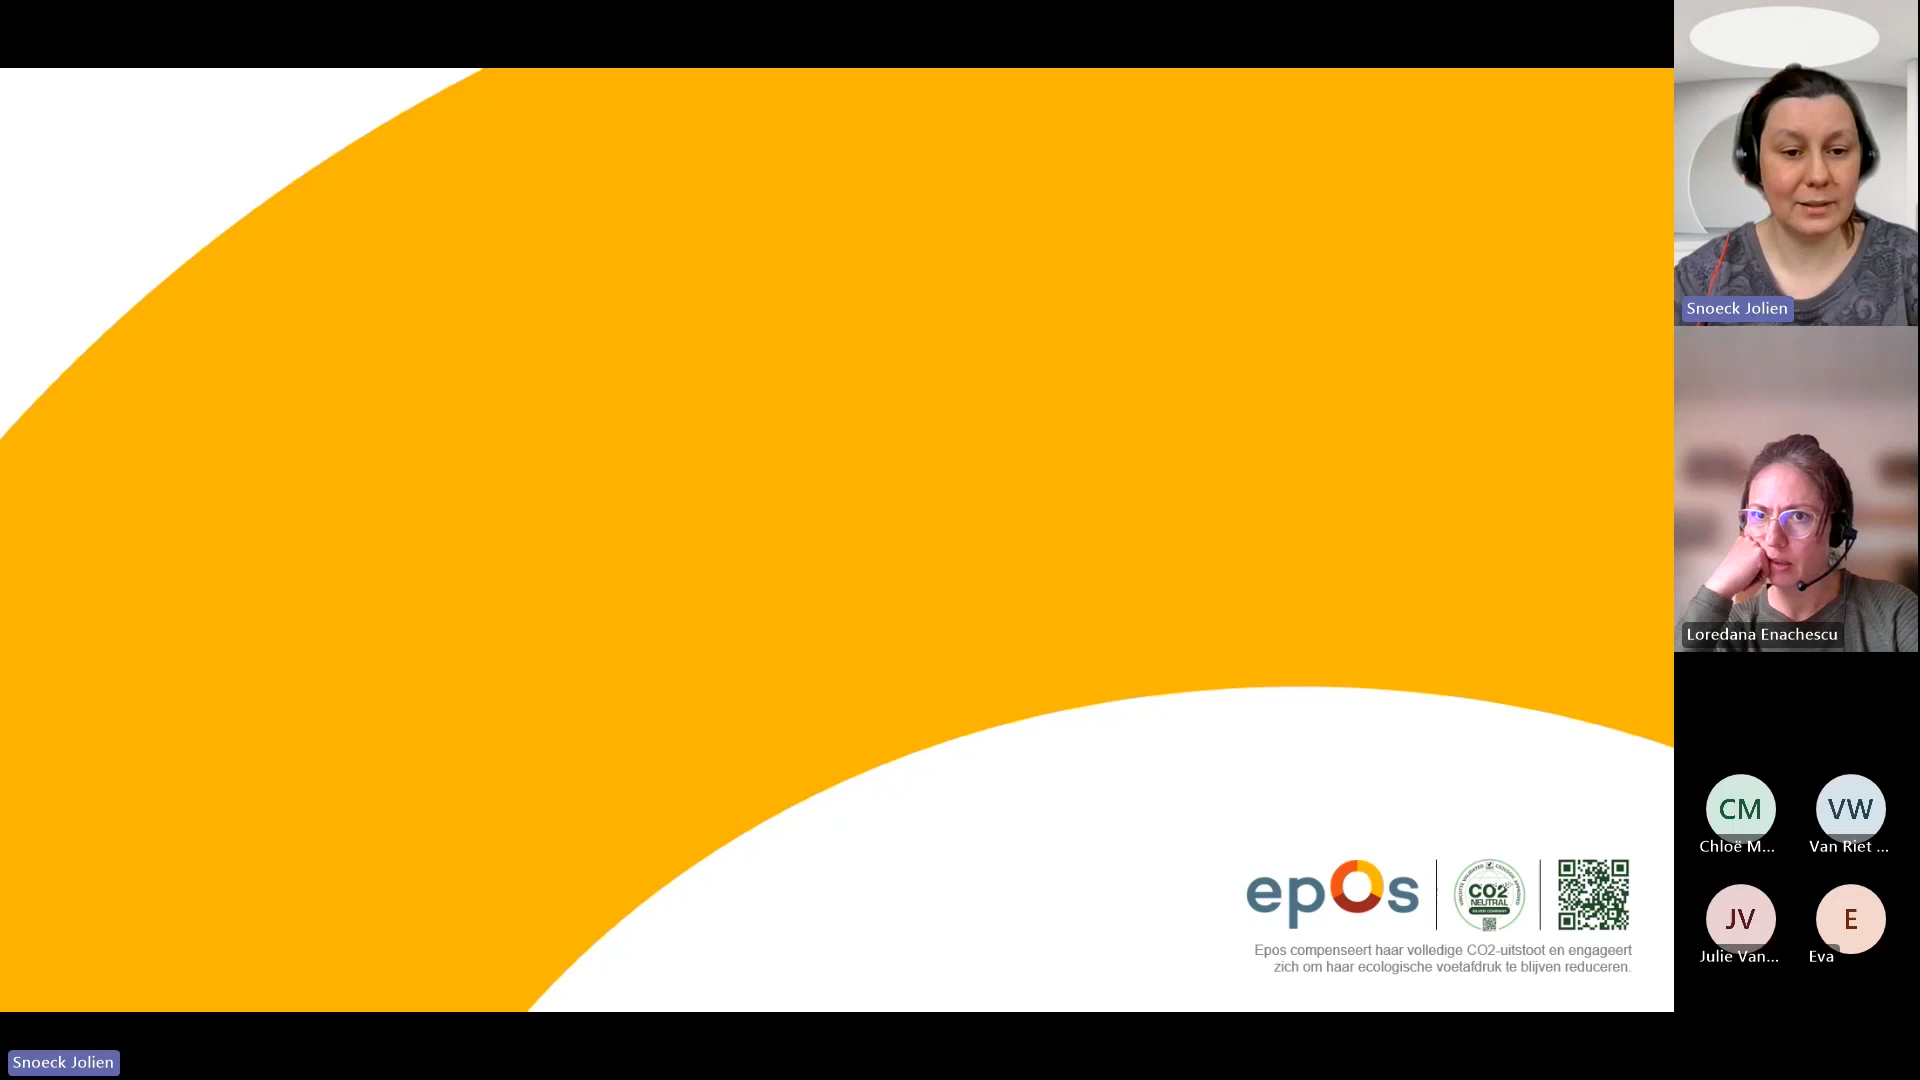 Snoeck Jolien
Loredana Enachescu
CM
VW
Chloë M...
Van Riet ...
JV
E
Julie Van...
Eva
epos
CO2
NEUTRAL
Epos compenseert haar volledige CO2-uitstoot en engageert
zich om haar ecologische voetafdruk te blijven reduceren.
Snoeck Jolien